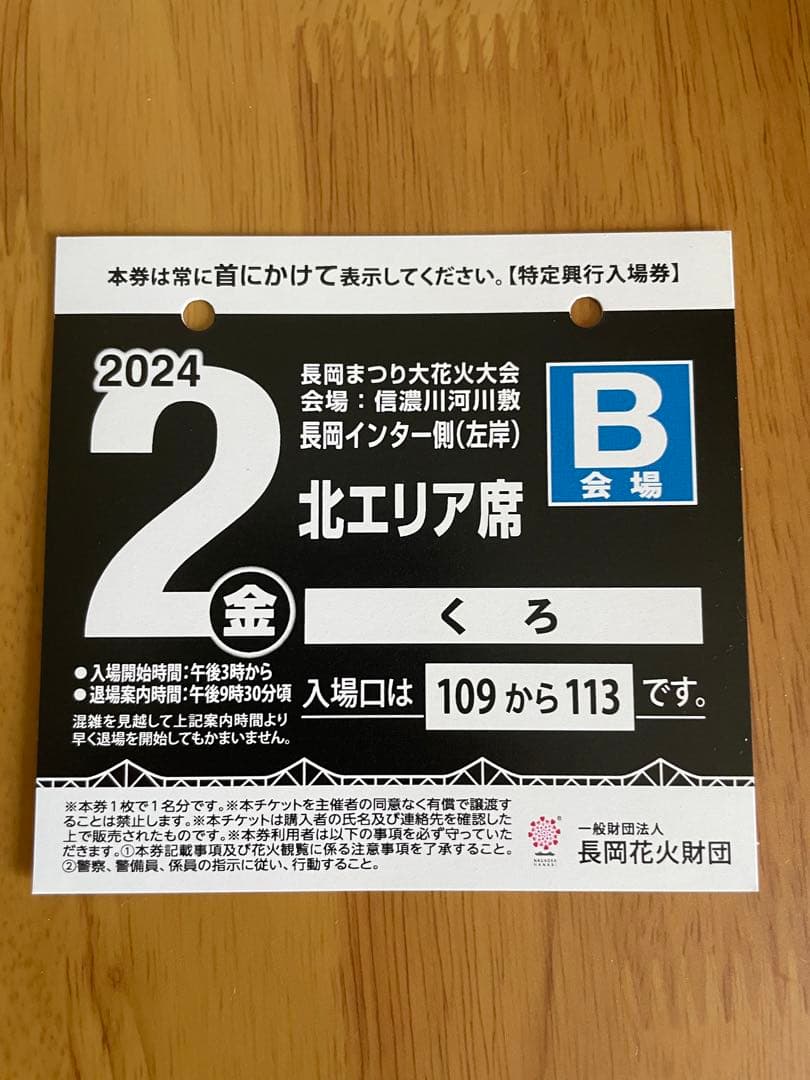 本券は常に首にかけて表示してください。【特定興行入場券】
2024
2
金
長岡まつり大花火大会
会場：信濃川河川敷
長岡インター側(左岸)
B
会場
北エリア席
くろ
●入場開始時間：午後3時から
●退場案内時間：午後9時30分頃
混雑を見越して上記案内時間より
早く退場を開始してもかまいません。
入場口は 109から113 です。
※本券1枚で1名分です。※本チケットを主催者の同意なく有償で譲渡す
ることは禁止します。※本チケットは購入者の氏名及び連絡先を確認した
上で販売されたものです。※本券利用者は以下の事項を必ず守っていた
だきます。①本券記載事項及び花火観覧に係る注意事項を了承すること。
②警察、警備員、係員の指示に従い、行動すること。
NAGAOKA
HANABI
一般財団法人
長岡花火財団